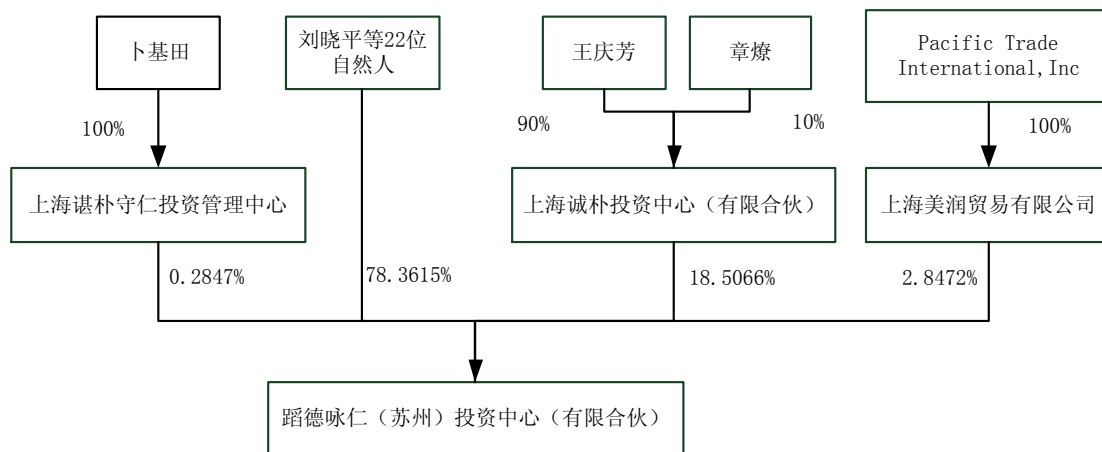 卜基田
刘晓平等22位
自然人
王庆芳
章燎
Pacific Trade
International,Inc
100%
90%
10%
100%
上海谌朴守仁投资管理中心
上海诚朴投资中心（有限合伙）
上海美润贸易有限公司
0.2847%
78.3615%
18.5066%
2.8472%
蹈德咏仁（苏州）投资中心（有限合伙）